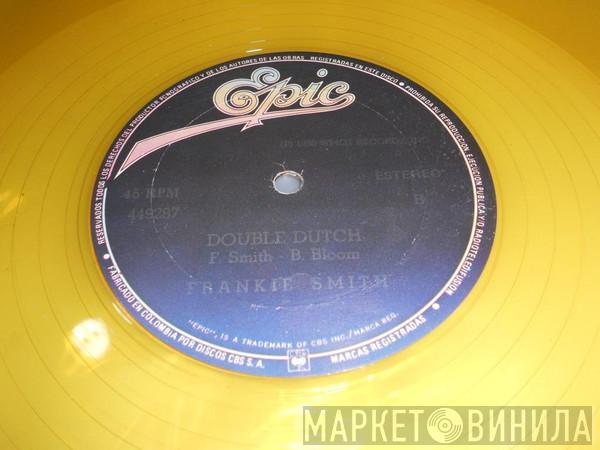 RESERVADOS TODOS LOS DERECHOS DEL PRODUCTOR FONOGRAFICO Y DE LOS AUTORES DE LAS OBRAS REGISTRADAS EN ESTE DISCO • PROHIBIDA SU REPRODUCCION, EJECUCION PUBLICA Y/O RADIOTELEDIFUSION
Epic
ESTEREO
45 RPM
449287
B
DOUBLE DUTCH
F. Smith - B. Bloom
FRANKIE SMITH
"EPIC", IS A TRADEMARK OF CBS INC./MARCA REG.
• FABRICADO EN COLOMBIA POR DISCOS CBS S.A.
MARCAS REGISTRADAS •
МАРКЕТ ВИНИЛА